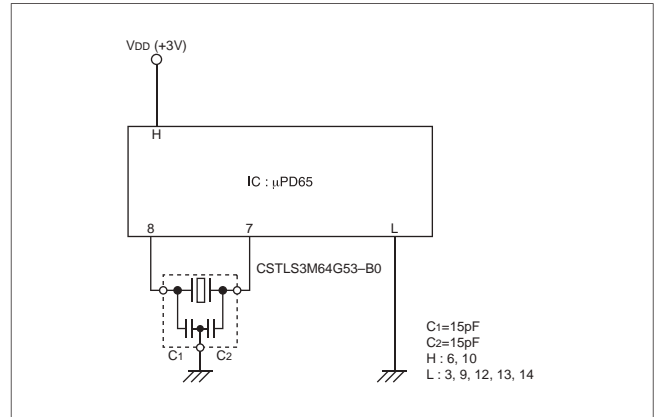 VDD (+3V)
H
IC : µPD65
8 7 L
CSTLS3M64G53–B0
C1 C2
C1=15pF
C2=15pF
H : 6, 10
L : 3, 9, 12, 13, 14